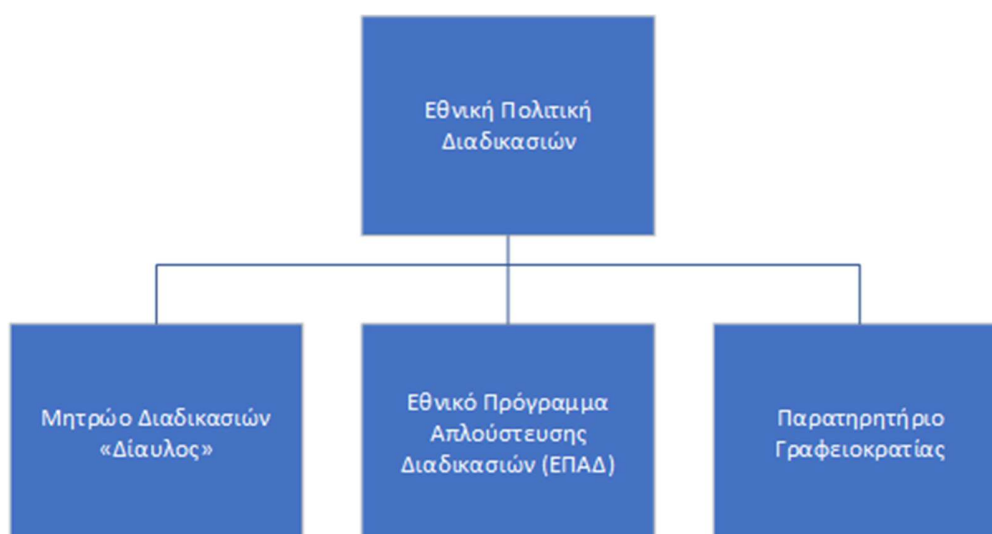 Εθνική Πολιτική
Διαδικασιών
Μητρώο Διαδικασιών
«Δίαυλος»
Εθνικό Πρόγραμμα
Απλούστευσης
Διαδικασιών (ΕΠΑΔ)
Παρατηρητήριο
Γραφειοκρατίας